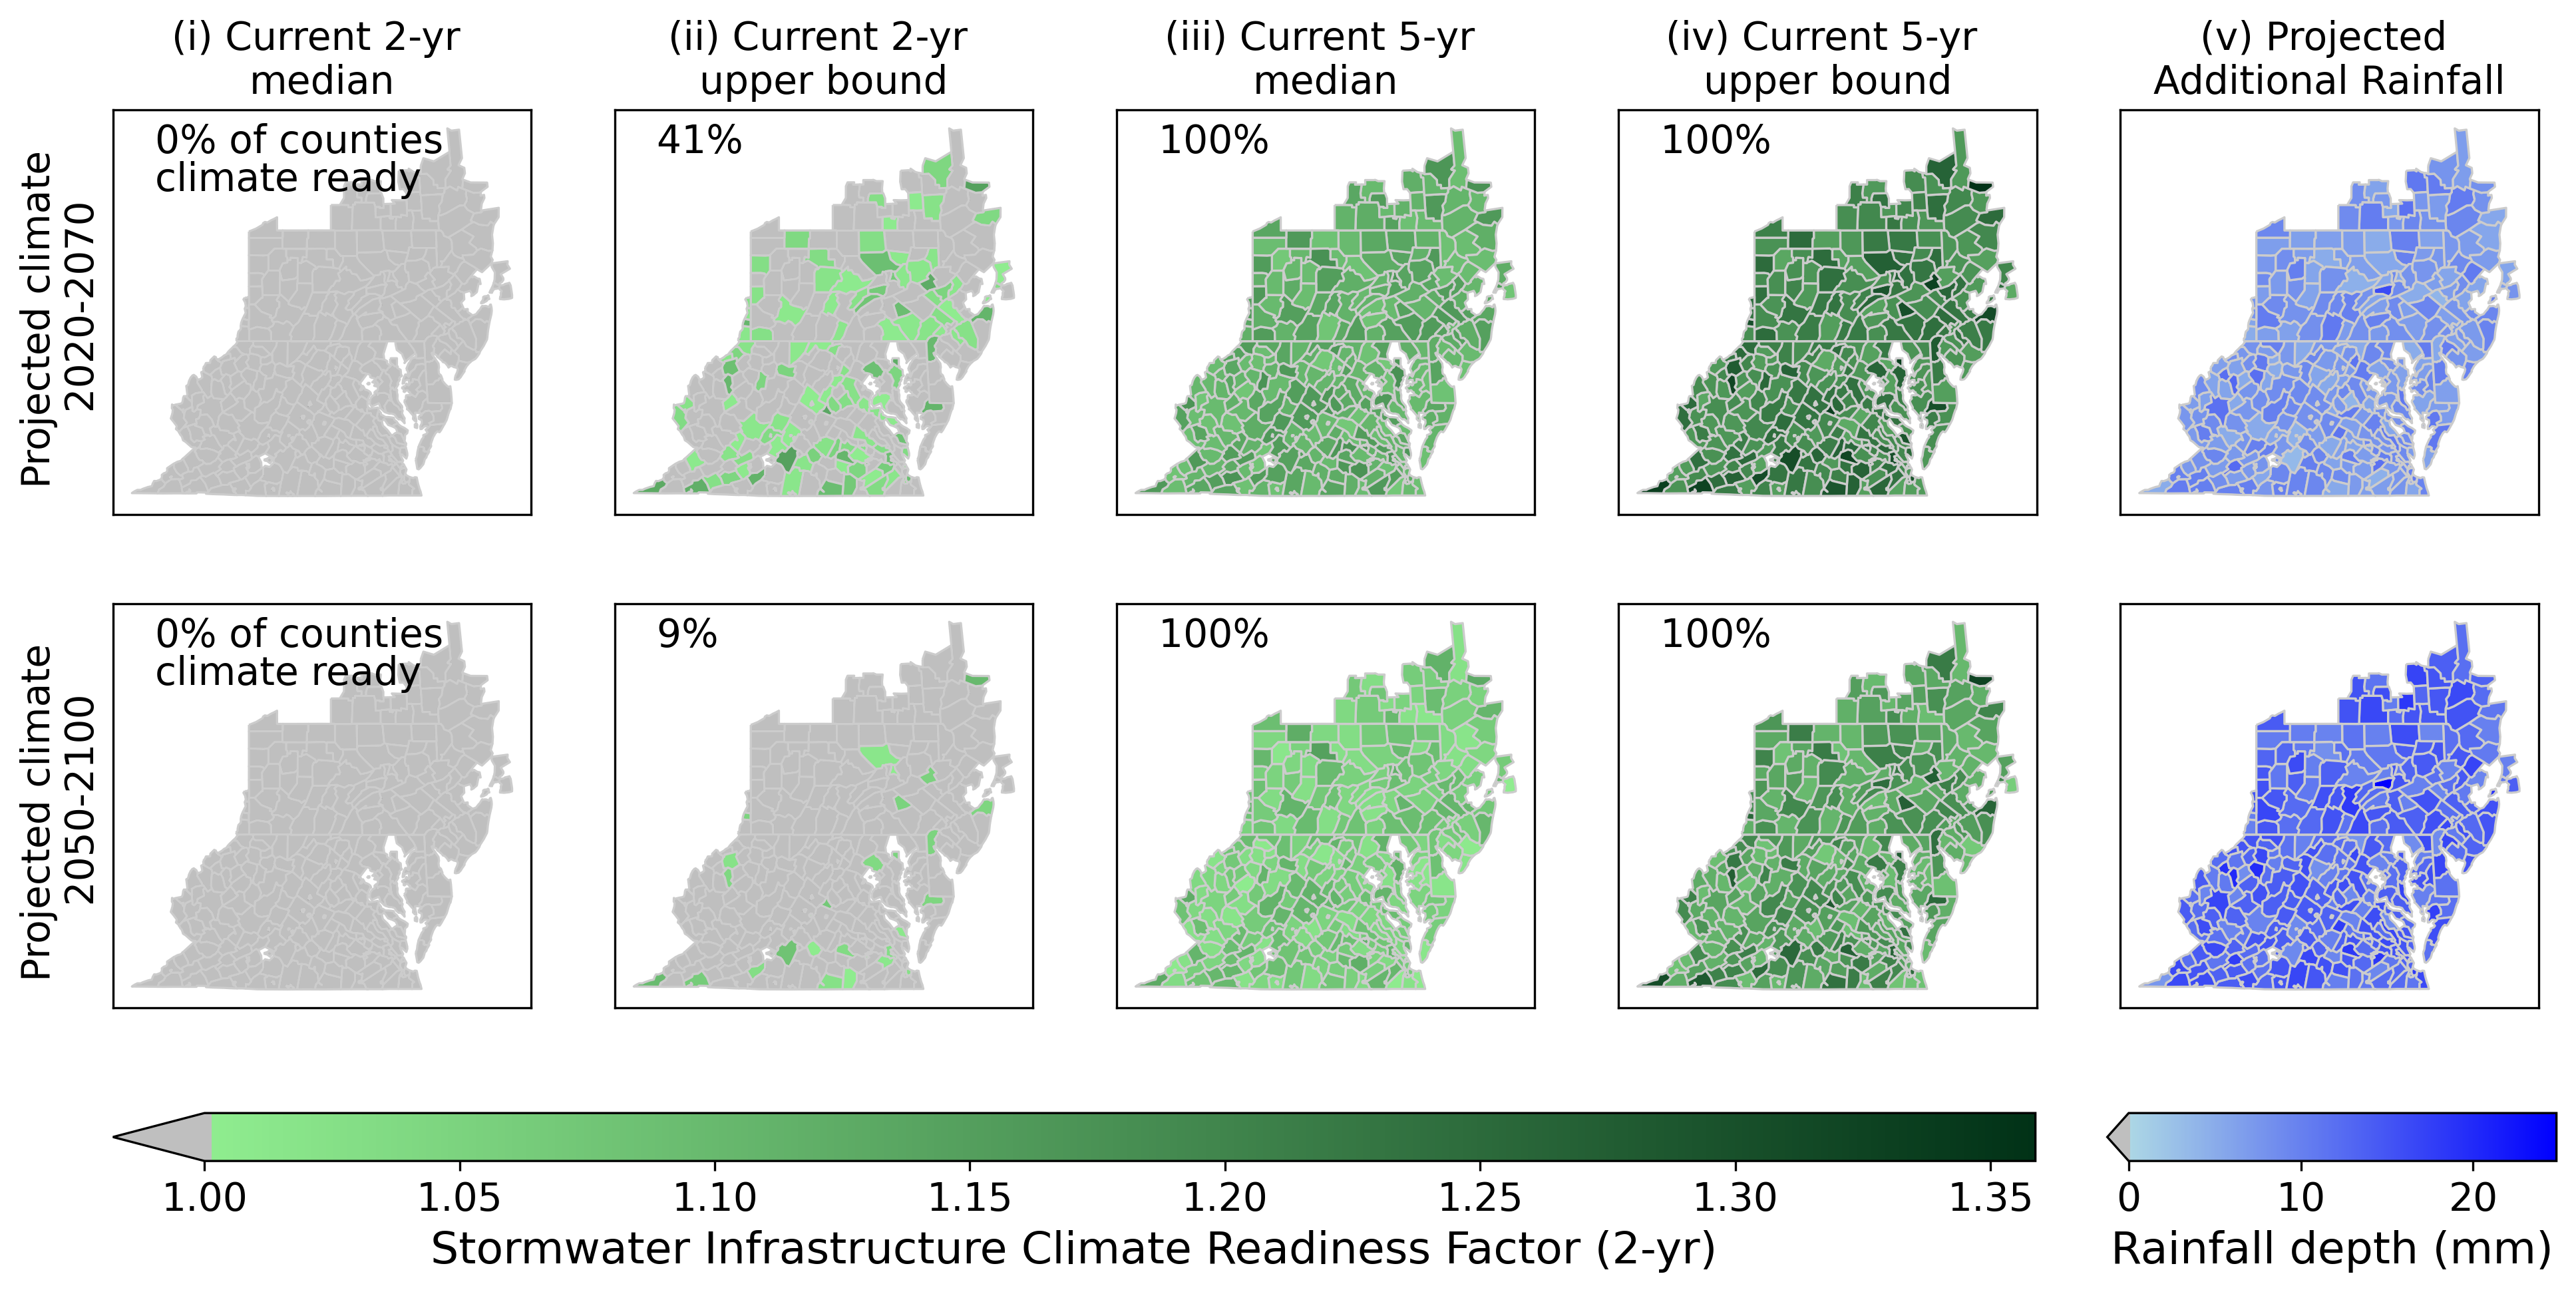 (i) Current 2-yr
median
(ii) Current 2-yr
upper bound
(iii) Current 5-yr
median
(iv) Current 5-yr
upper bound
(v) Projected
Additional Rainfall
Projected climate
2020-2070
0% of counties
climate ready
41%
100%
100%
Projected climate
2050-2100
0% of counties
climate ready
9%
100%
100%
1.00 1.05 1.10 1.15 1.20 1.25 1.30 1.35
Stormwater Infrastructure Climate Readiness Factor (2-yr)
0 10 20
Rainfall depth (mm)